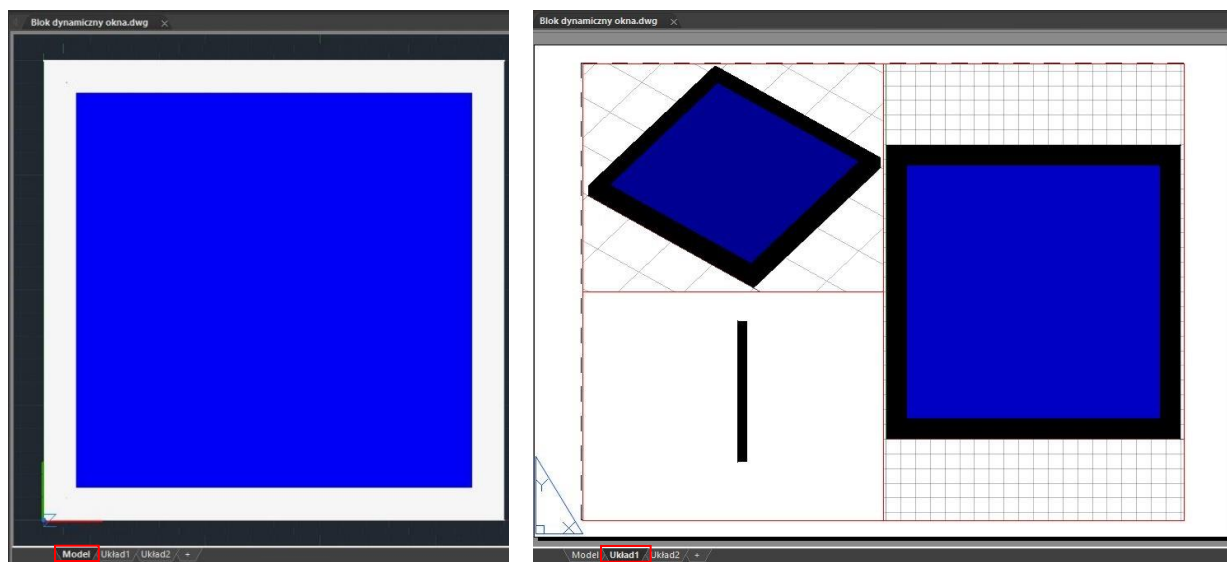 Blok dynamiczny okna.dwg ×
Model Układ1 Układ2 +
Blok dynamiczny okna.dwg ×
Y
X
Model Układ1 Układ2 +